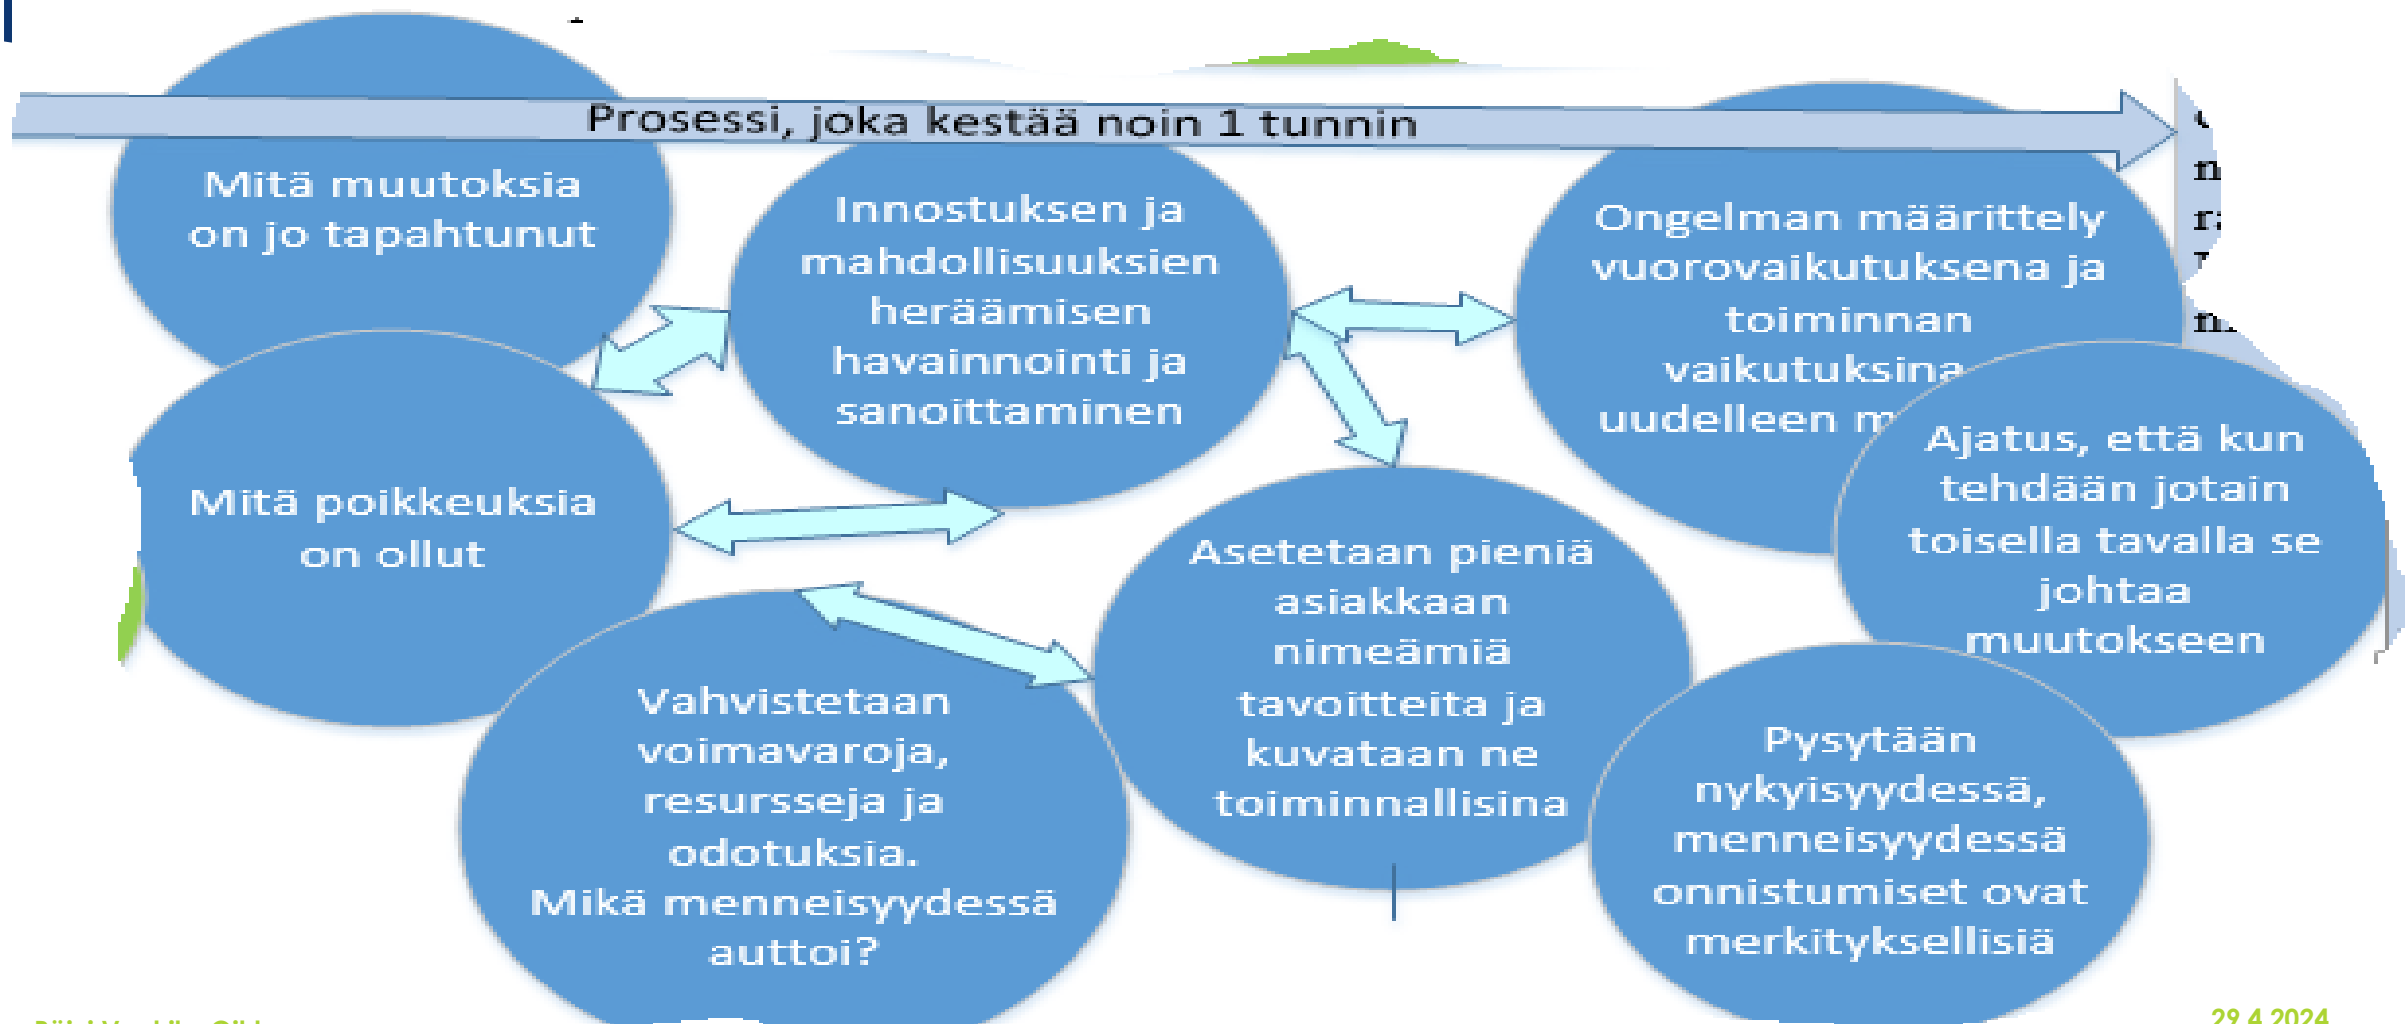 Prosessi, joka kestää noin 1 tunnin
Mitä muutoksia
on jo tapahtunut
Innostuksen ja
mahdollisuuksien
heräämisen
havainnointi ja
sanoittaminen
Ongelman määrittely
vuorovaikutuksena ja
toiminnan
vaikutuksina
uudelleen
Mitä poikkeuksia
on ollut
Ajatus, että kun
tehdään jotain
toisella tavalla se
johtaa
muutokseen
Asetetaan pieniä
asiakkaan
nimeämiä
tavoitteita ja
kuvataan ne
toiminnallisina
Vahvistetaan
voimavaroja,
resursseja ja
odotuksia.
Mikä menneisyydessä
auttoi?
Pysytään
nykyisyydessä,
menneisyydessä
onnistumiset ovat
merkityksellisiä
29.4.2024